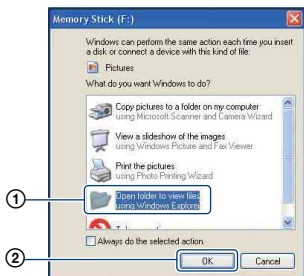 Memory Stick (F:)
Windows can perform the same action each time you insert
a disk or connect a device with this kind of file:
Pictures
What do you want Windows to do?
Copy pictures to a folder on my computer
using Microsoft Scanner and Camera Wizard
View a slideshow of the images
using Windows Picture and Fax Viewer
Print the pictures
using Photo Printing Wizard
1
Open folder to view files
using Windows Explorer
Always do the selected action.
2
OK
Cancel